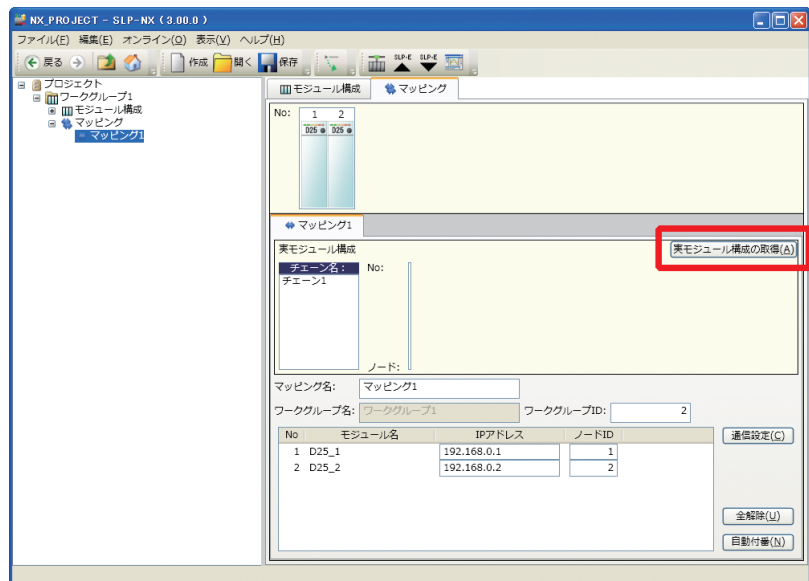 NX_PROJECT - SLP-NX ( 3.00.0 )
ファイル(F) 編集(E) オンライン(O) 表示(V) ヘルプ(H)
戻る 作成 開く 保存 SLP-E SLP-E
プロジェクト
ワークグループ1
モジュール構成
マッピング
マッピング1
モジュール構成 マッピング
No: 1 2
D25 D25
マッピング1
実モジュール構成
実モジュール構成の取得(A)
チェーン名: No:
チェーン1
ノード:
マッピング名: マッピング1
ワークグループ名: ワークグループ1 ワークグループID: 2
No モジュール名 IPアドレス ノードID
1 D25_1 192.168.0.1 1
2 D25_2 192.168.0.2 2
通信設定(C)
全解除(U)
自動付番(N)